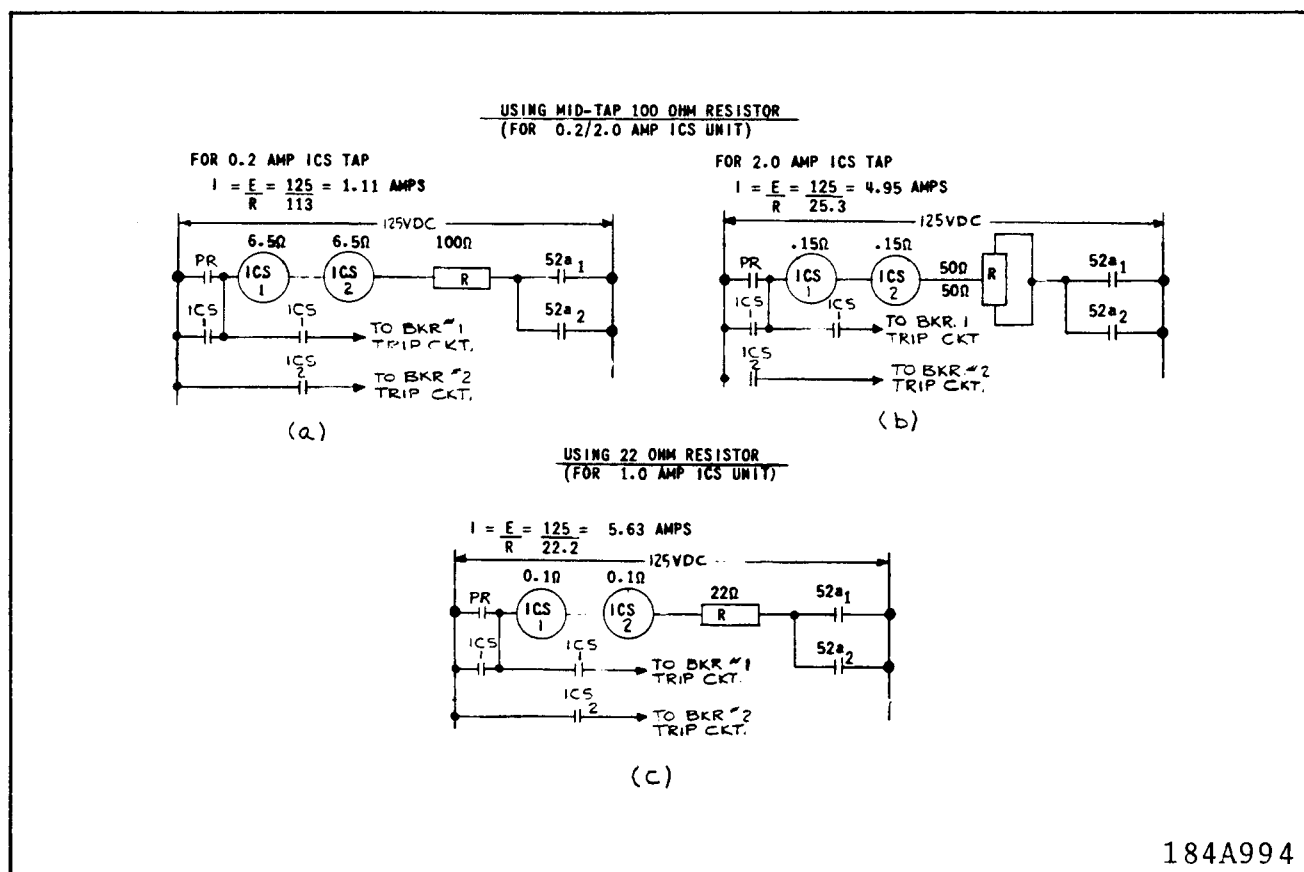 USING MID-TAP 100 OHM RESISTOR
(FOR 0.2/2.0 AMP ICS UNIT)
FOR 0.2 AMP ICS TAP
I = E/R = 125/113 = 1.11 AMPS
125VDC
6.5Ω 6.5Ω 100Ω
PR ICS 1 ICS 2 R 52a1
ICS 1 ICS 1 52a2
TO BKR #1
TRIP CKT.
ICS 2
TO BKR #2
TRIP CKT.
(a)
FOR 2.0 AMP ICS TAP
I = E/R = 125/25.3 = 4.95 AMPS
125VDC
.15Ω .15Ω 50Ω
50Ω
PR ICS 1 ICS 2 R 52a1
ICS 1 ICS 1 52a2
TO BKR. 1
TRIP CKT
ICS 2
TO BKR. #2
TRIP CKT.
(b)
USING 22 OHM RESISTOR
(FOR 1.0 AMP ICS UNIT)
I = E/R = 125/22.2 = 5.63 AMPS
125VDC
0.1Ω 0.1Ω 22Ω
PR ICS 1 ICS 2 R 52a1
ICS 1 ICS 1 52a2
TO BKR #1
TRIP CKT.
ICS 2
TO BKR #2
TRIP CKT.
(c)
184A994